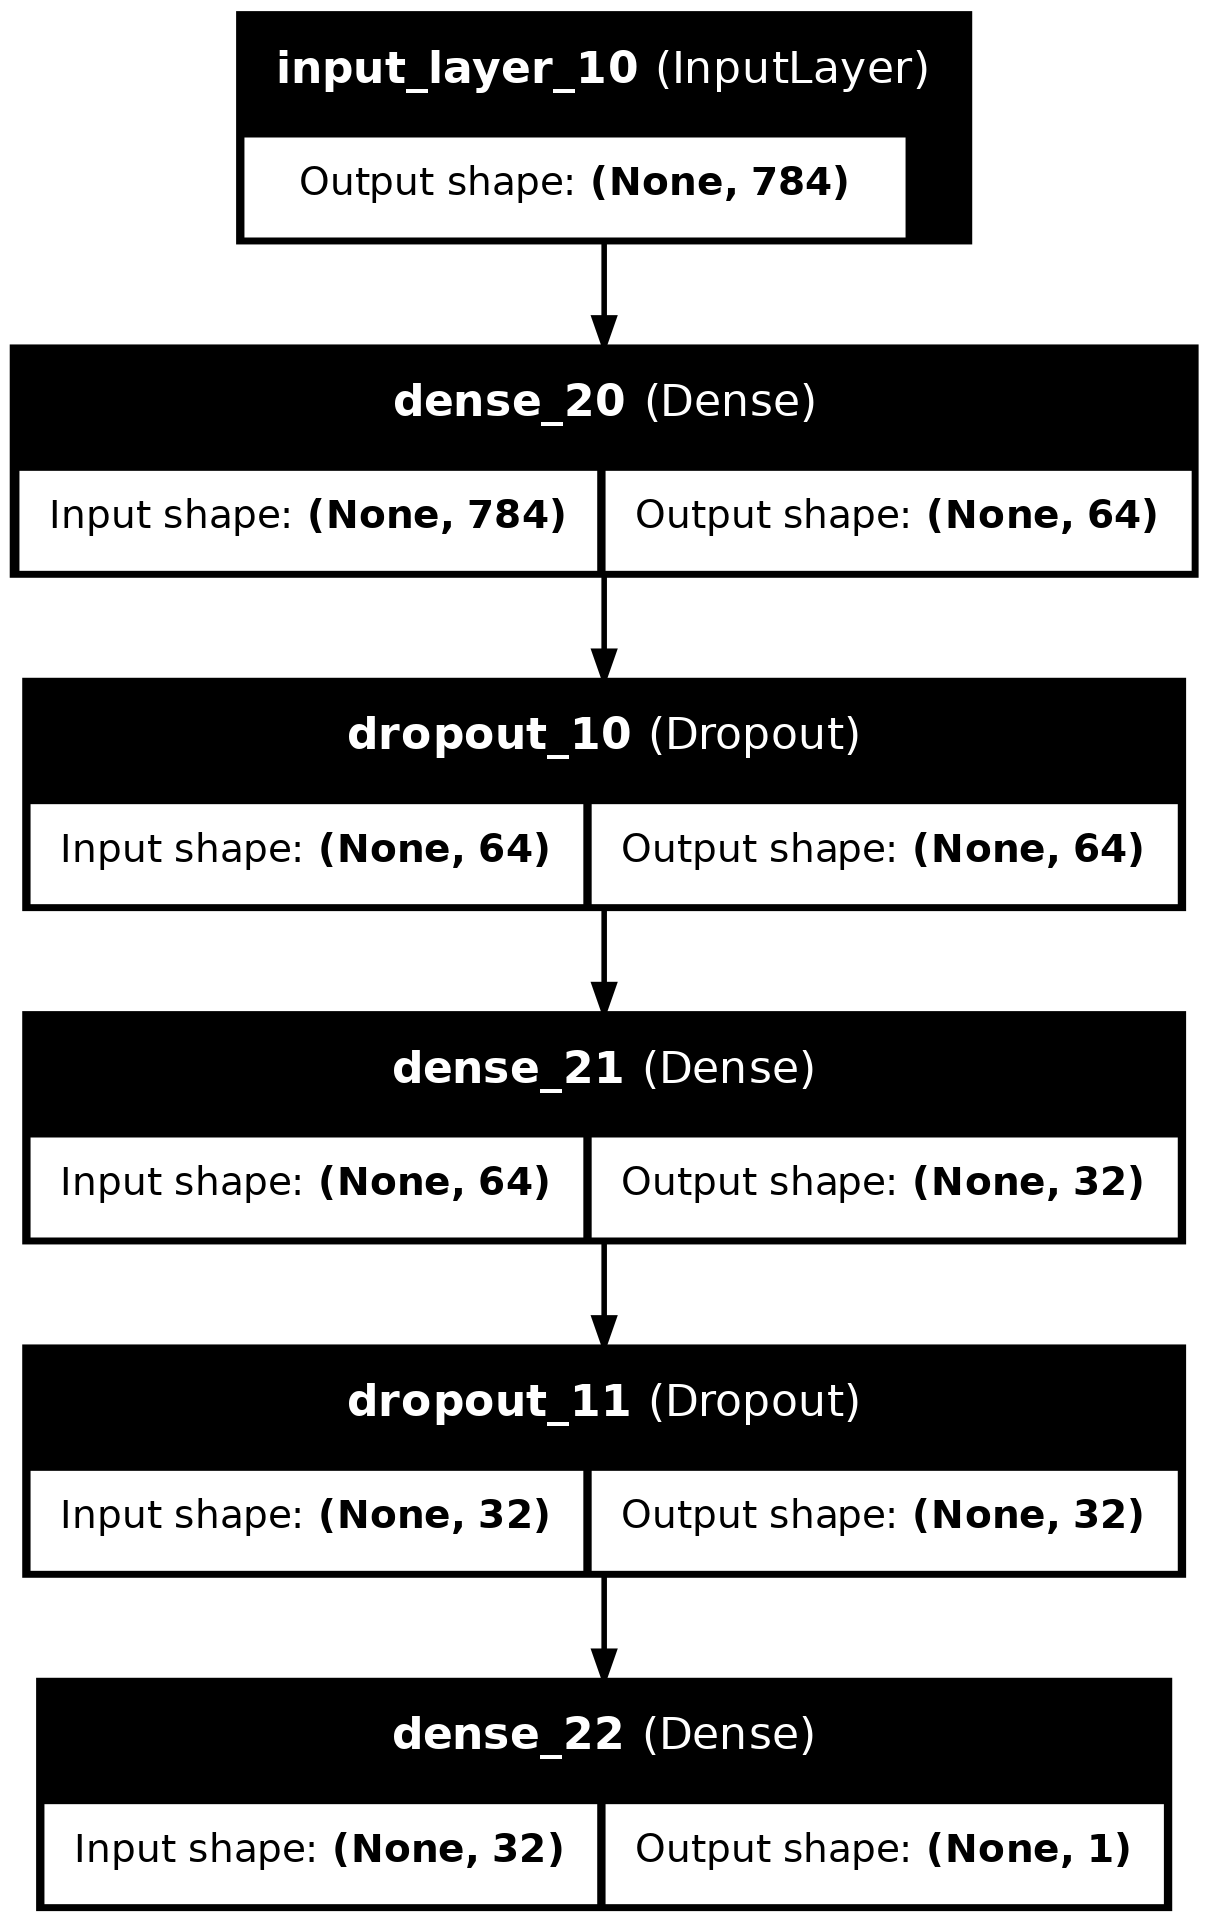 input_layer_10 (InputLayer)
Output shape: (None, 784)
dense_20 (Dense)
Input shape: (None, 784) Output shape: (None, 64)
dropout_10 (Dropout)
Input shape: (None, 64) Output shape: (None, 64)
dense_21 (Dense)
Input shape: (None, 64) Output shape: (None, 32)
dropout_11 (Dropout)
Input shape: (None, 32) Output shape: (None, 32)
dense_22 (Dense)
Input shape: (None, 32) Output shape: (None, 1)